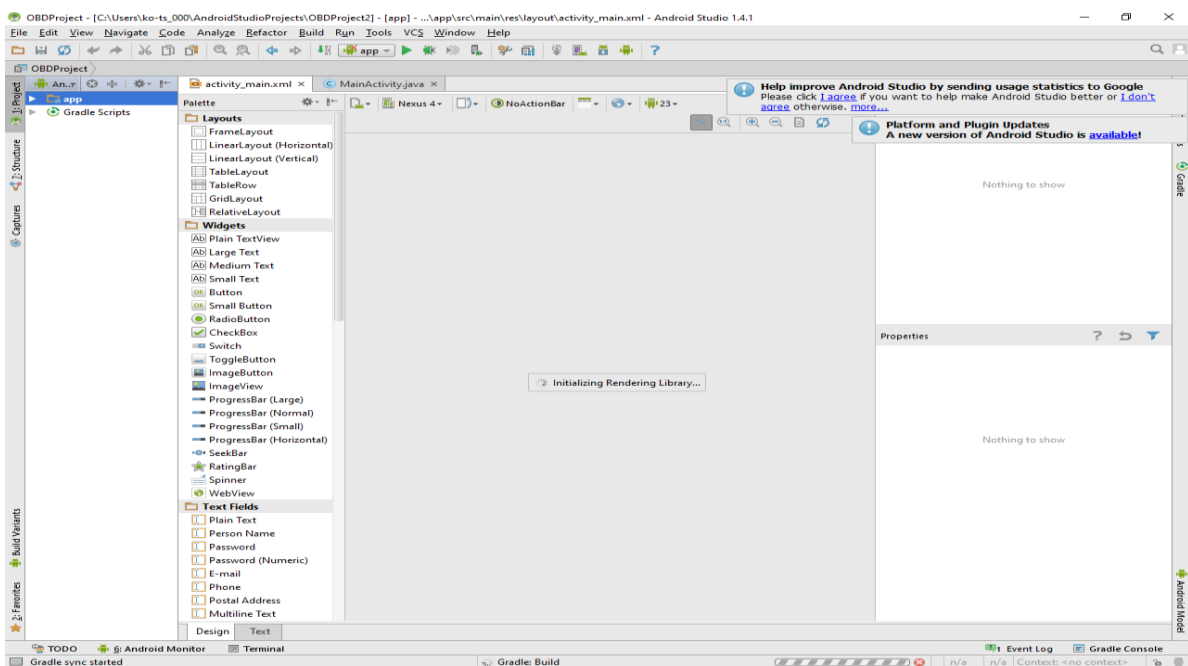 OBDProject - [C:\Users\ko-ts_000\AndroidStudioProjects\OBDProject2] - [app] - ...\app\src\main\res\layout\activity_main.xml - Android Studio 1.4.1
File Edit View Navigate Code Analyze Refactor Build Run Tools VCS Window Help
app
OBDProject
An..r
activity_main.xml
MainActivity.java
1: Project
app
Gradle Scripts
7: Structure
Captures
Build Variants
2: Favorites
Palette
Nexus 4
NoActionBar
23
Help improve Android Studio by sending usage statistics to Google
Please click I agree if you want to help make Android Studio better or I don't
agree otherwise. more...
Platform and Plugin Updates
A new version of Android Studio is available!
Layouts
FrameLayout
LinearLayout (Horizontal)
LinearLayout (Vertical)
TableLayout
TableRow
GridLayout
RelativeLayout
Widgets
Plain TextView
Large Text
Medium Text
Small Text
Button
Small Button
RadioButton
CheckBox
Switch
ToggleButton
ImageButton
ImageView
ProgressBar (Large)
ProgressBar (Normal)
ProgressBar (Small)
ProgressBar (Horizontal)
SeekBar
RatingBar
Spinner
WebView
Text Fields
Plain Text
Person Name
Password
Password (Numeric)
E-mail
Phone
Postal Address
Multiline Text
Design Text
Initializing Rendering Library...
Nothing to show
Properties
Nothing to show
Gradle
Android Model
TODO
6: Android Monitor
Terminal
1 Event Log
Gradle Console
Gradle sync started
Gradle: Build
n/a
n/a
Context: <no context>